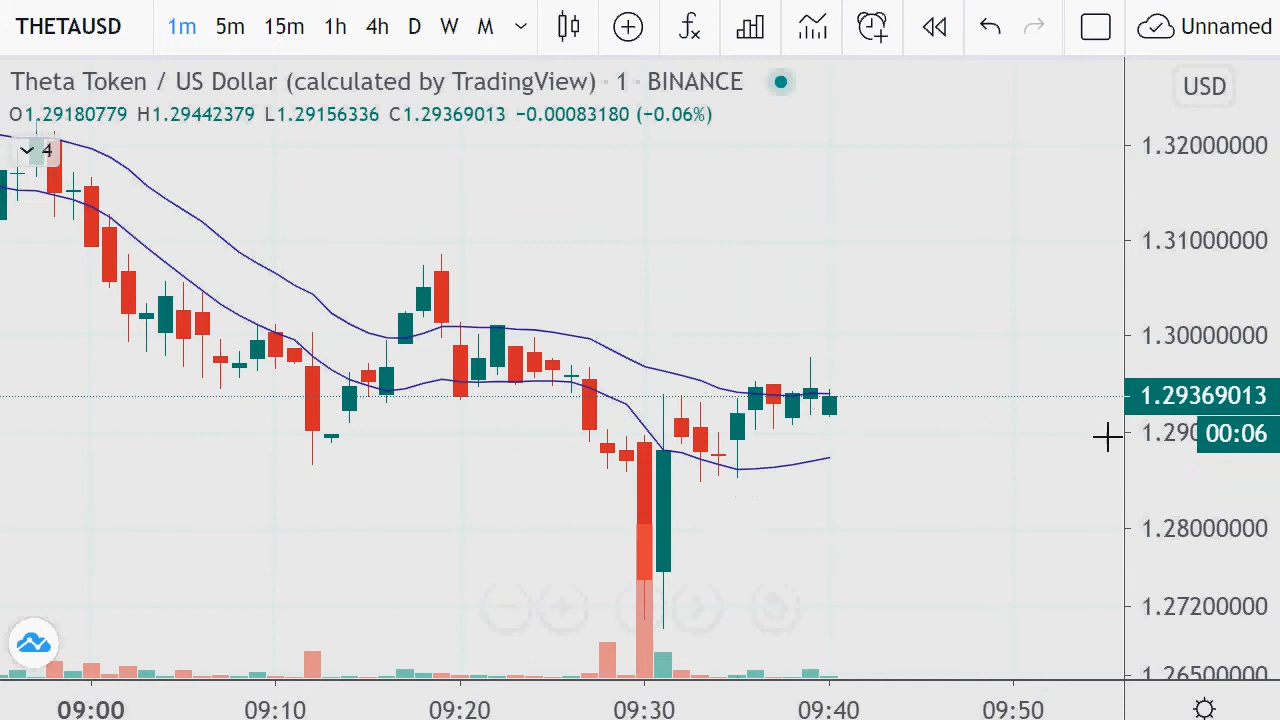 THETAUSD 1m 5m 15m 1h 4h D W M Unnamed
Theta Token / US Dollar (calculated by TradingView) · 1 · BINANCE USD
O1.29180779 H1.29442379 L1.29156336 C1.29369013 −0.00083180 (−0.06%)
1.32000000
4
1.31000000
1.30000000
1.29369013
1.290
00:06
1.28000000
1.27200000
1.26500000
09:00 09:10 09:20 09:30 09:40 09:50